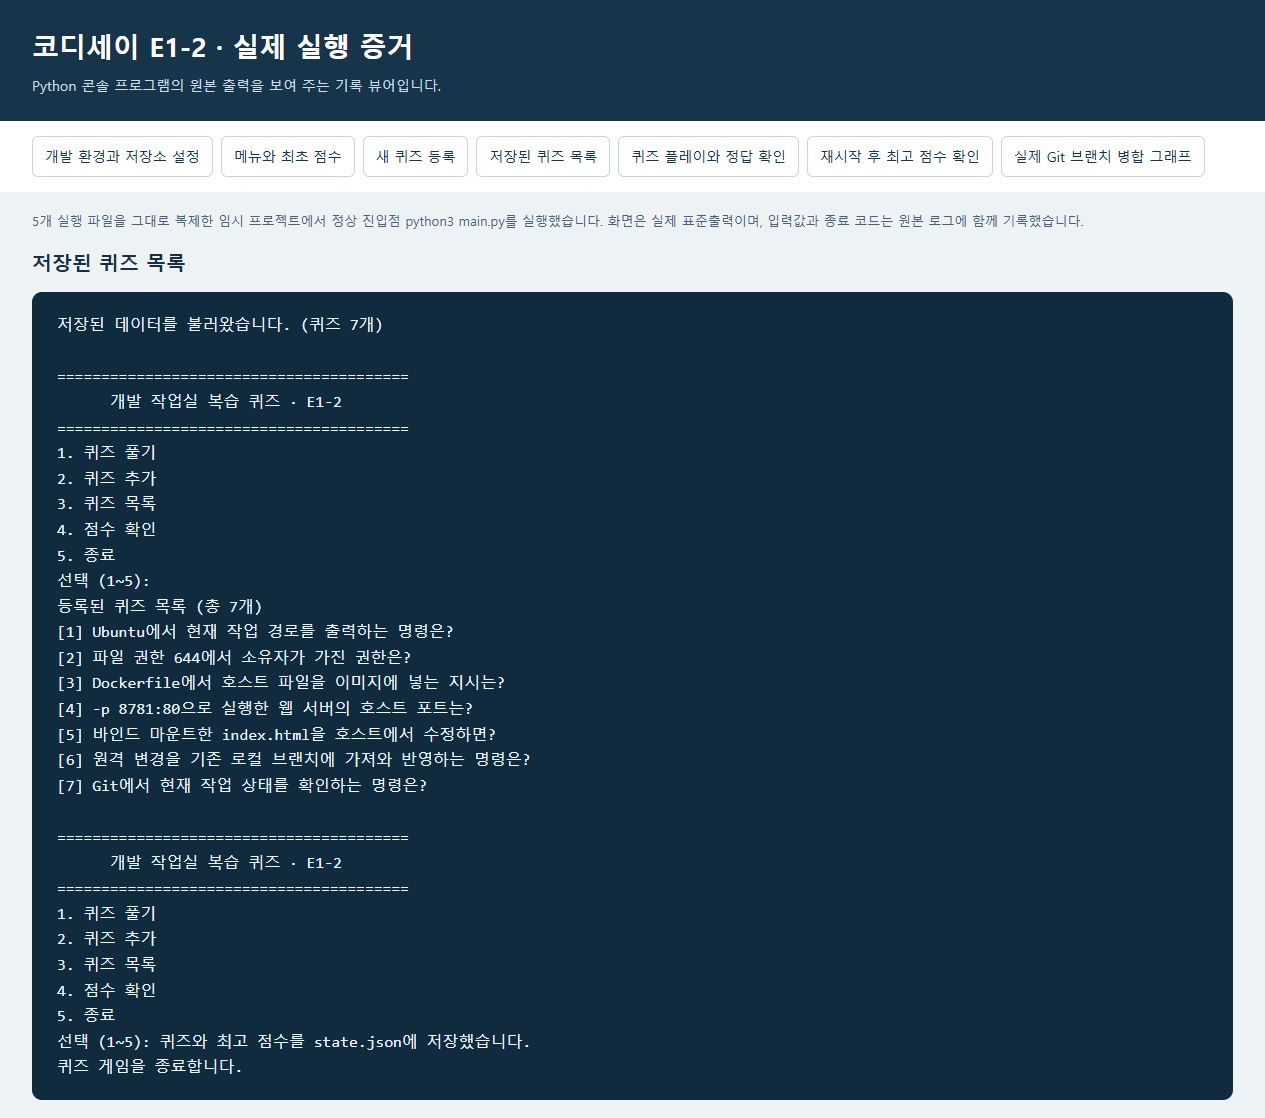 코디세이 E1-2 · 실제 실행 증거
Python 콘솔 프로그램의 원본 출력을 보여 주는 기록 뷰어입니다.
개발 환경과 저장소 설정
메뉴와 최초 점수
새 퀴즈 등록
저장된 퀴즈 목록
퀴즈 플레이와 정답 확인
재시작 후 최고 점수 확인
실제 Git 브랜치 병합 그래프
5개 실행 파일을 그대로 복제한 임시 프로젝트에서 정상 진입점 python3 main.py를 실행했습니다. 화면은 실제 표준출력이며, 입력값과 종료 코드는 원본 로그에 함께 기록했습니다.
저장된 퀴즈 목록
저장된 데이터를 불러왔습니다. (퀴즈 7개)
========================================
개발 작업실 복습 퀴즈 · E1-2
========================================
1. 퀴즈 풀기
2. 퀴즈 추가
3. 퀴즈 목록
4. 점수 확인
5. 종료
선택 (1~5):
등록된 퀴즈 목록 (총 7개)
[1] Ubuntu에서 현재 작업 경로를 출력하는 명령은?
[2] 파일 권한 644에서 소유자가 가진 권한은?
[3] Dockerfile에서 호스트 파일을 이미지에 넣는 지시는?
[4] -p 8781:80으로 실행한 웹 서버의 호스트 포트는?
[5] 바인드 마운트한 index.html을 호스트에서 수정하면?
[6] 원격 변경을 기존 로컬 브랜치에 가져와 반영하는 명령은?
[7] Git에서 현재 작업 상태를 확인하는 명령은?
========================================
개발 작업실 복습 퀴즈 · E1-2
========================================
1. 퀴즈 풀기
2. 퀴즈 추가
3. 퀴즈 목록
4. 점수 확인
5. 종료
선택 (1~5): 퀴즈와 최고 점수를 state.json에 저장했습니다.
퀴즈 게임을 종료합니다.